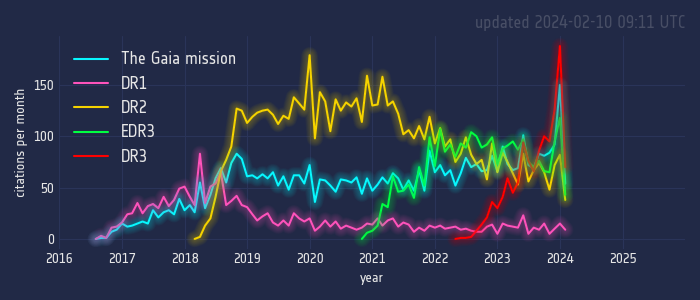 updated 2024-02-10 09:11 UTC
The Gaia mission
DR1
DR2
EDR3
DR3
citations per month
150
100
50
0
2016 2017 2018 2019 2020 2021 2022 2023 2024 2025
year